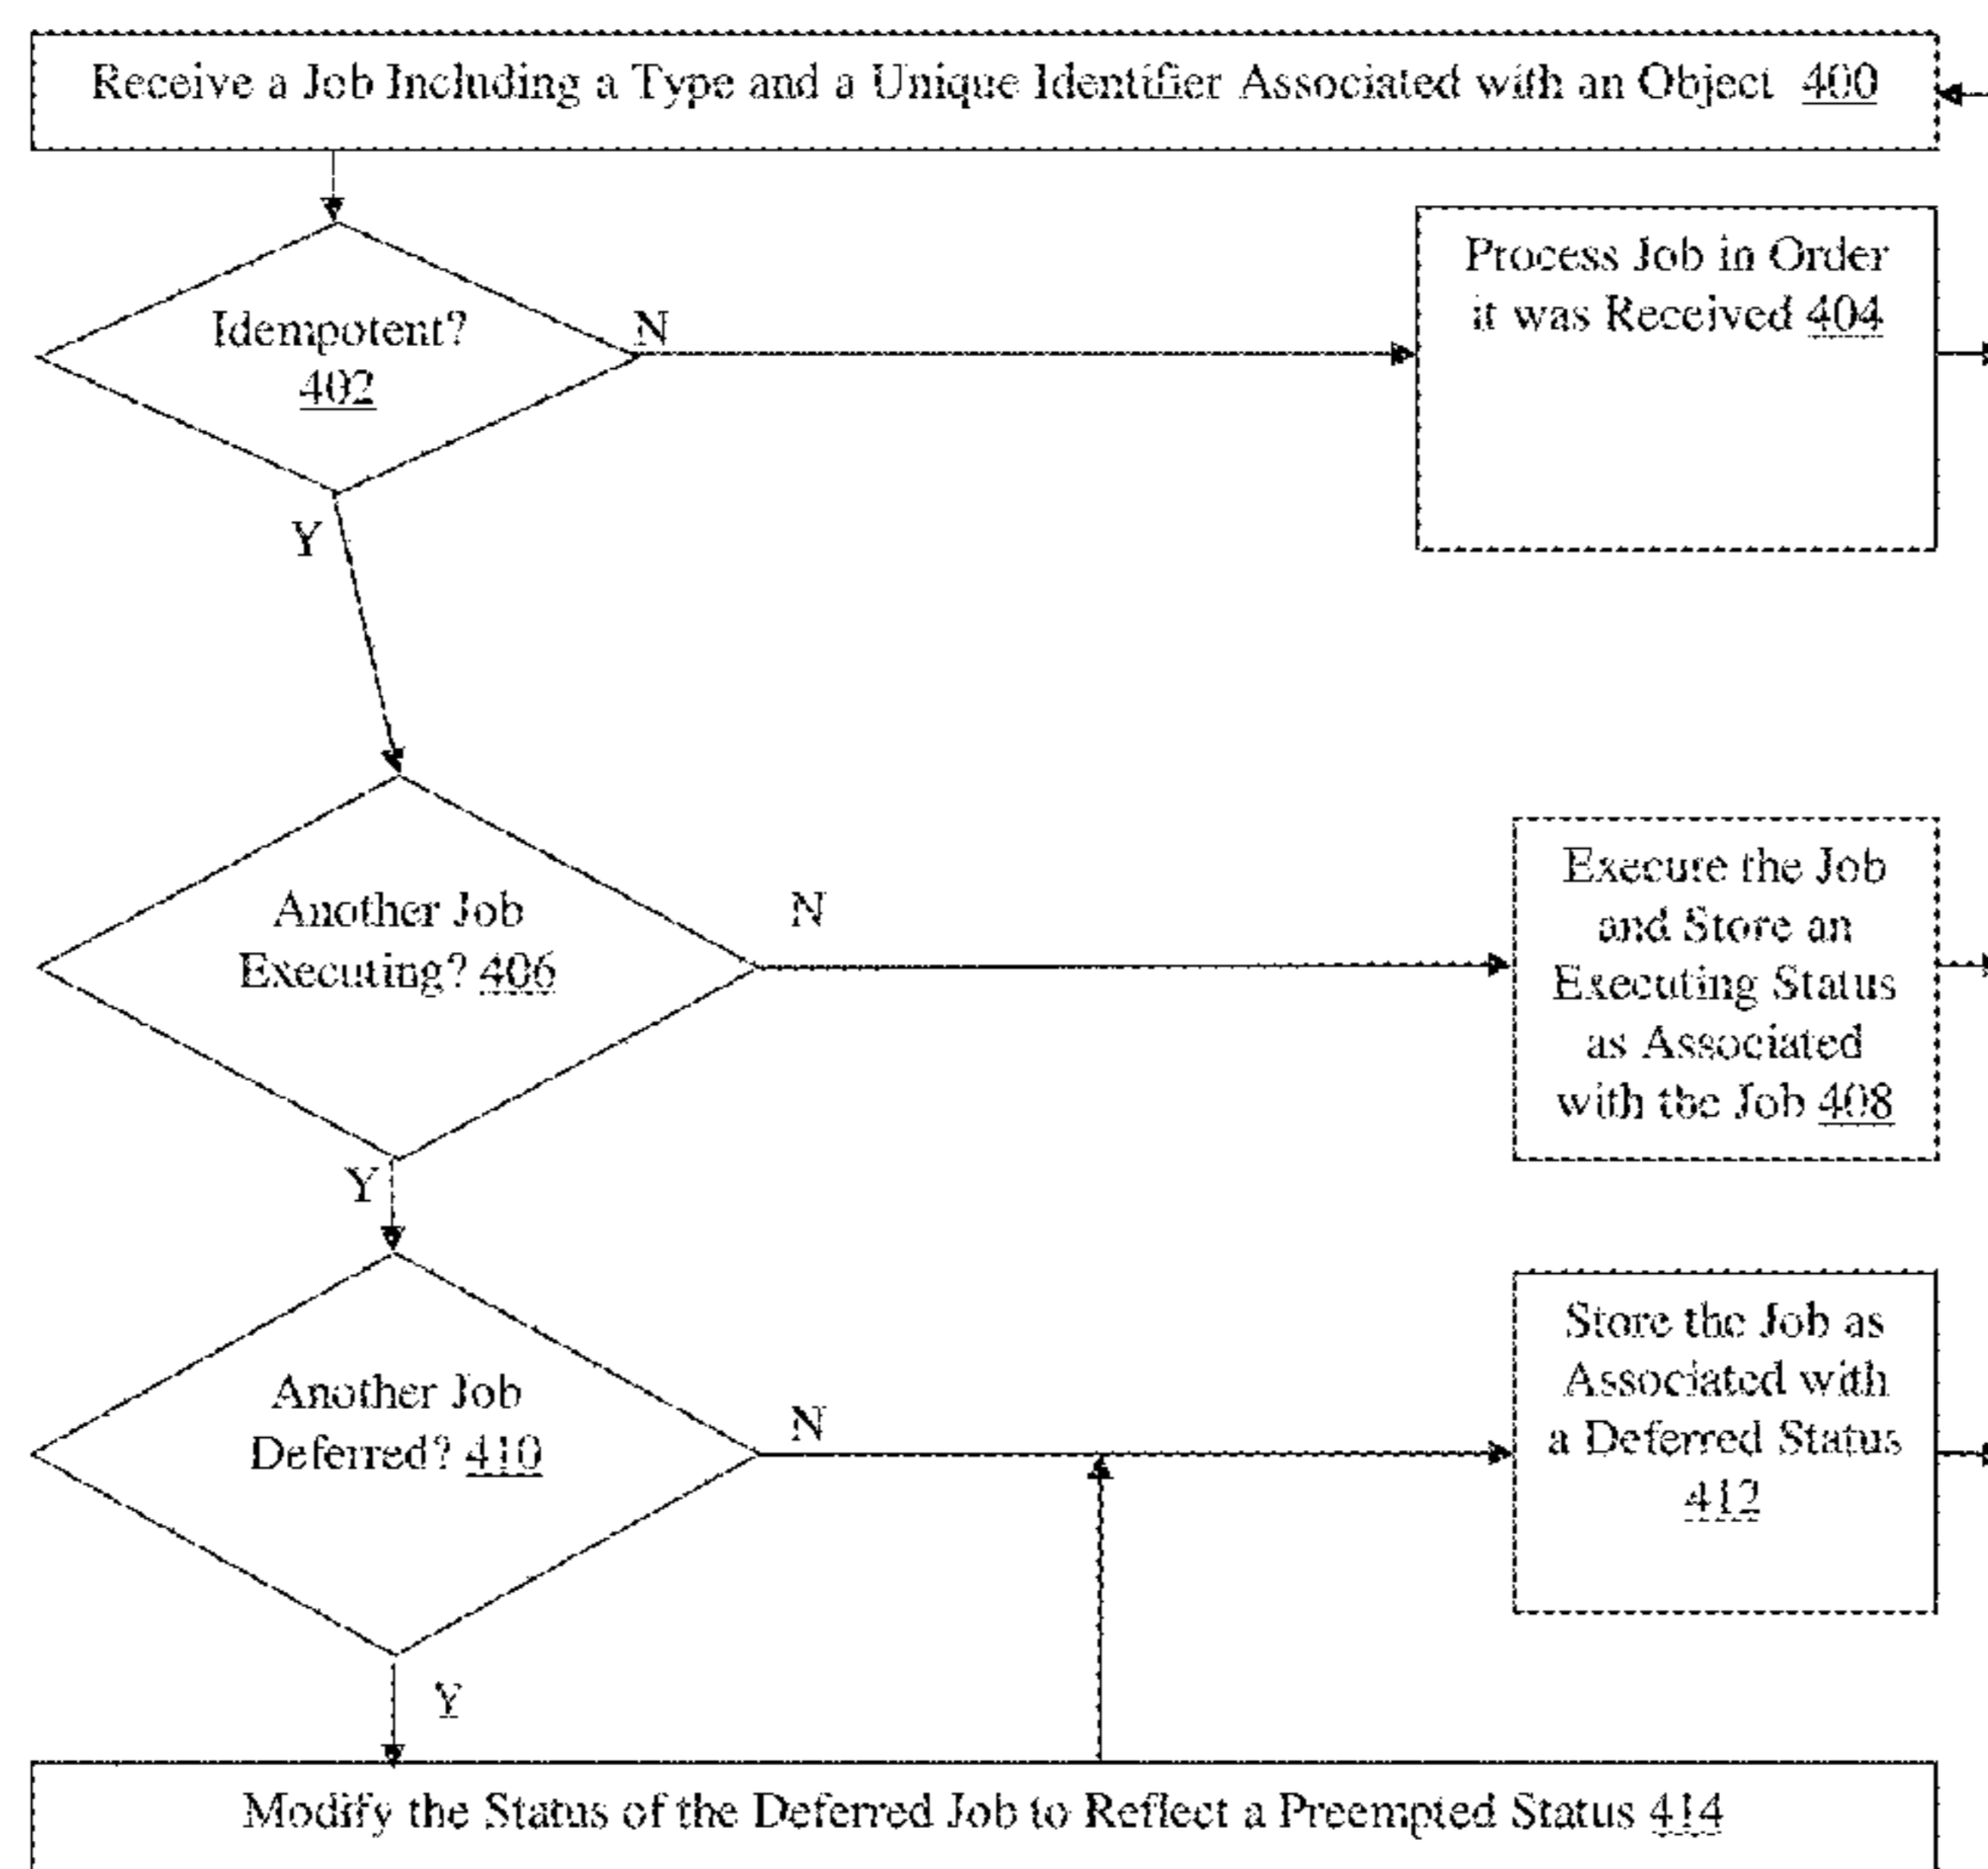 Receive a Job Including a Type and a Unique Identifier Associated with an Object 400
Idempotent?
402
N
Process Job in Order
it was Received 404
Y
Another Job
Executing? 406
N
Execute the Job
and Store an
Executing Status
as Associated
with the Job 408
Y
Another Job
Deferred? 410
N
Store the Job as
Associated with
a Deferred Status
412
Y
Modify the Status of the Deferred Job to Reflect a Preempted Status 414